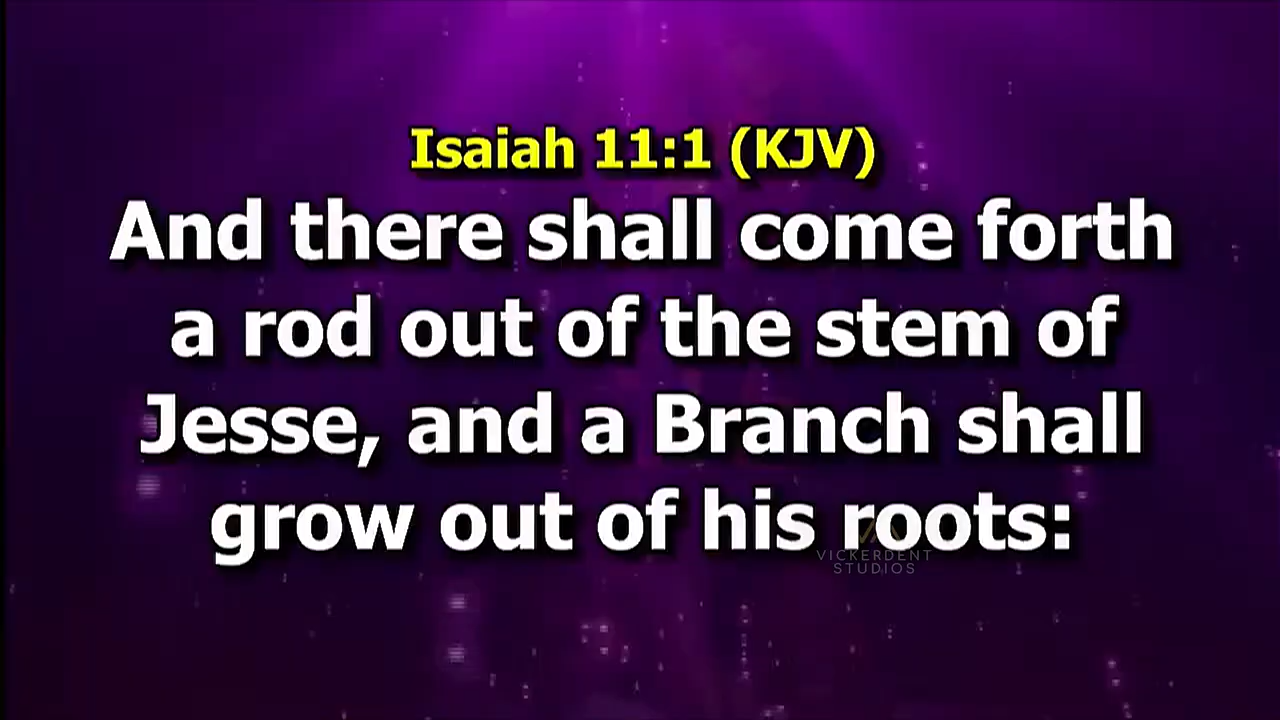 Isaiah 11:1 (KJV)
And there shall come forth
a rod out of the stem of
Jesse, and a Branch shall
grow out of his roots:
VICKERDENT
STUDIOS